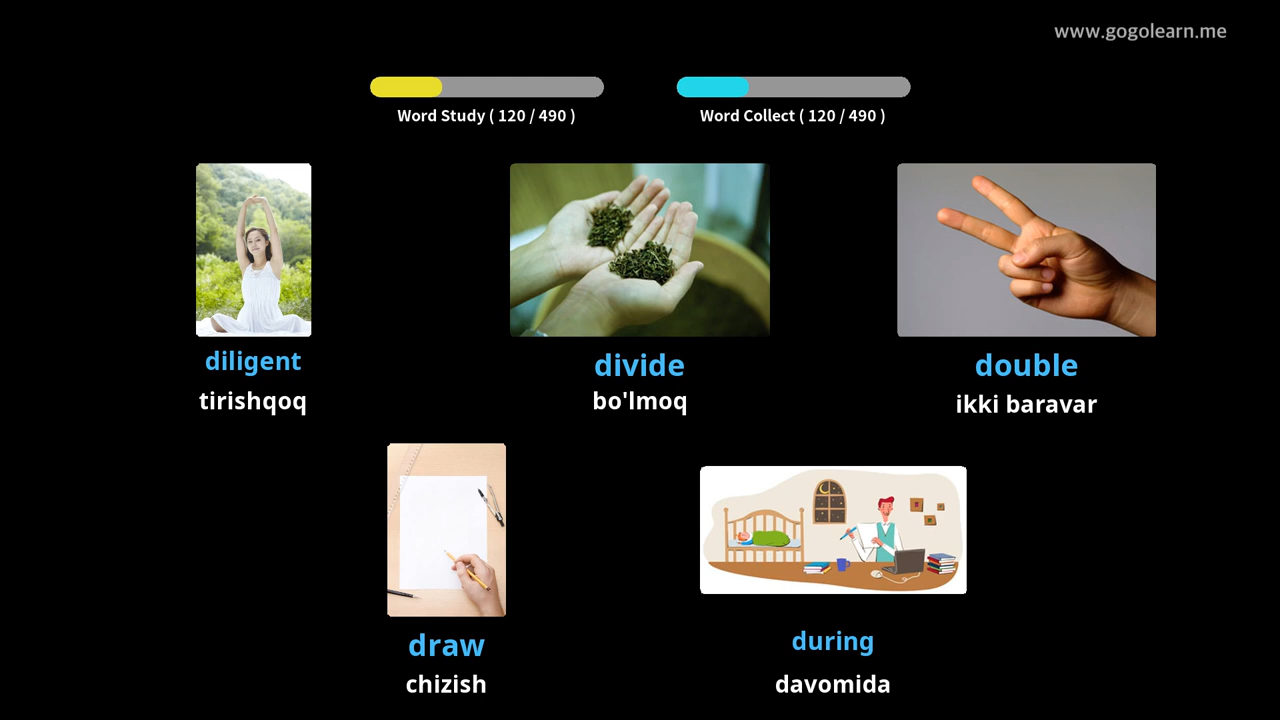 www.gogolearn.me
Word Study ( 120 / 490 )
Word Collect ( 120 / 490 )
diligent
tirishqoq
divide
bo'lmoq
double
ikki baravar
draw
chizish
during
davomida